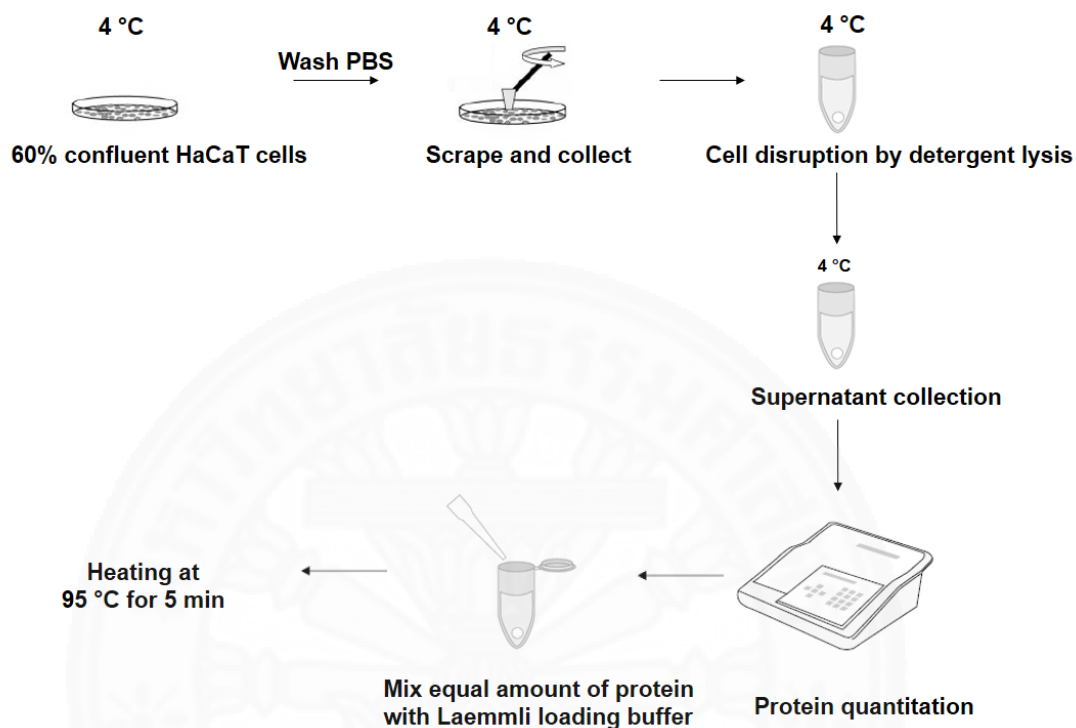 4 °C
Wash PBS
4 °C
4 °C
60% confluent HaCaT cells
Scrape and collect
Cell disruption by detergent lysis
4 °C
Supernatant collection
Heating at
95 °C for 5 min
Mix equal amount of protein
with Laemmli loading buffer
Protein quantitation